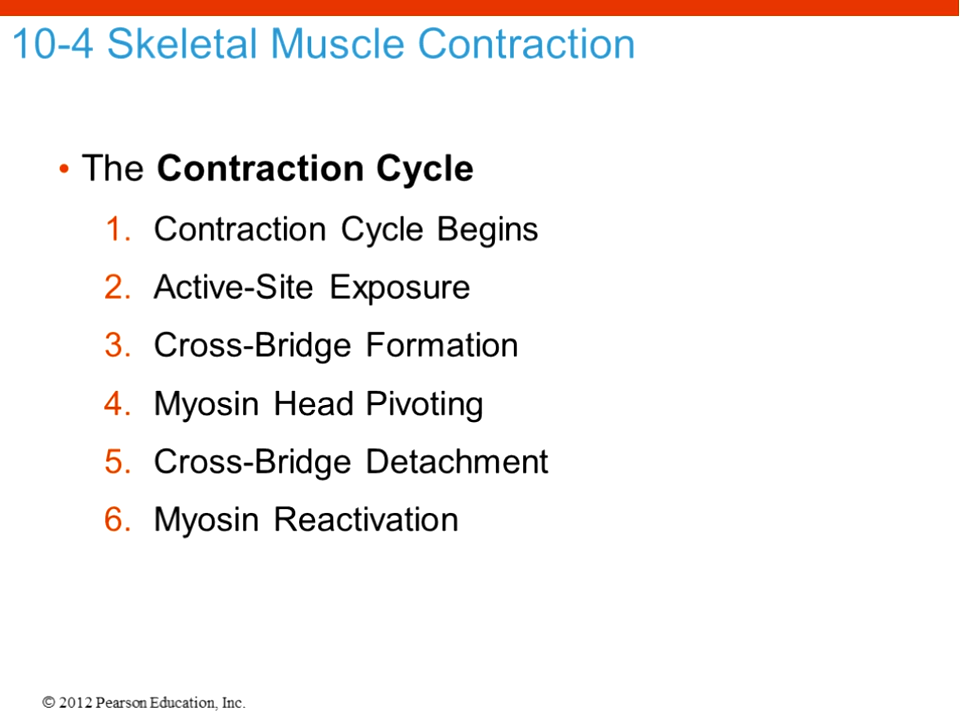 10-4 Skeletal Muscle Contraction
• The Contraction Cycle
1. Contraction Cycle Begins
2. Active-Site Exposure
3. Cross-Bridge Formation
4. Myosin Head Pivoting
5. Cross-Bridge Detachment
6. Myosin Reactivation
© 2012 Pearson Education, Inc.